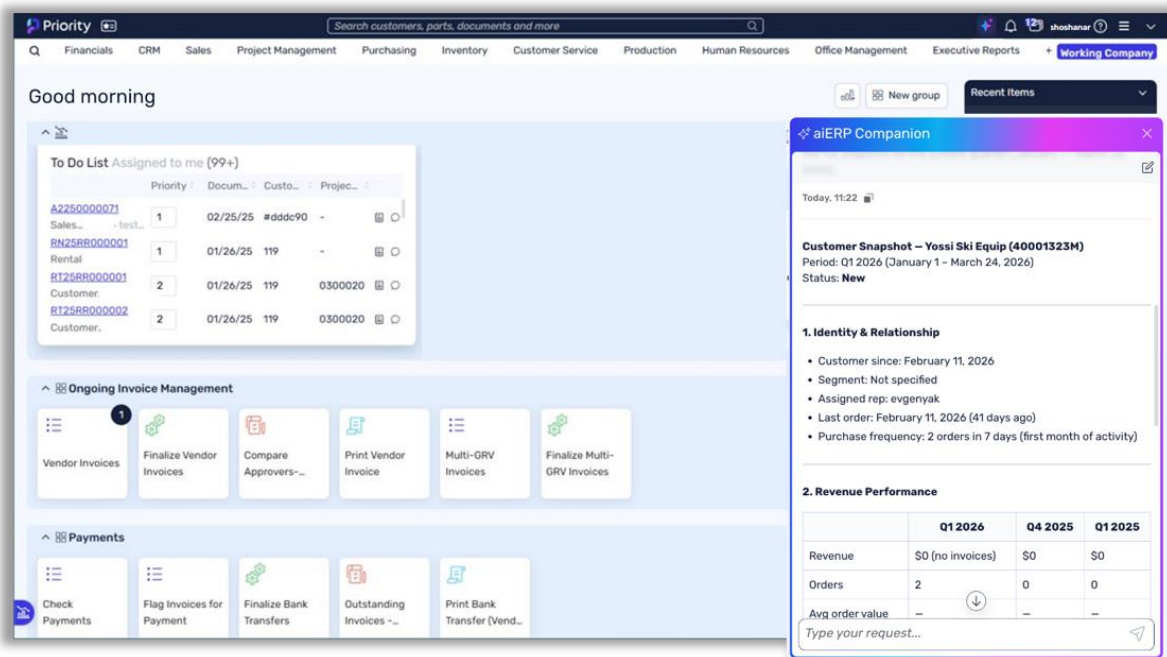 Priority
Search customers, parts, documents and more
12
shoshanar
Financials CRM Sales Project Management Purchasing Inventory Customer Service Production Human Resources Office Management Executive Reports + Working Company
Good morning
New group
Recent Items
To Do List Assigned to me (99+)
Priority Docum... Custo... Projec...
A2250000071
Sales... - test...
1 02/25/25 #dddc90 -
RN25RR000001
Rental
1 01/26/25 119 -
RT25RR000001
Customer.
2 01/26/25 119 0300020
RT25RR000002
Customer.
2 01/26/25 119 0300020
Ongoing Invoice Management
1
Vendor Invoices
Finalize Vendor
Invoices
Compare
Approvers-...
Print Vendor
Invoice
Multi-GRV
Invoices
Finalize Multi-
GRV Invoices
Payments
Check
Payments
Flag Invoices for
Payment
Finalize Bank
Transfers
Outstanding
Invoices -...
Print Bank
Transfer (Vend...
aiERP Companion
Today, 11:22
Customer Snapshot – Yossi Ski Equip (40001323M)
Period: Q1 2026 (January 1 – March 24, 2026)
Status: New
1. Identity & Relationship
• Customer since: February 11, 2026
• Segment: Not specified
• Assigned rep: evgenyak
• Last order: February 11, 2026 (41 days ago)
• Purchase frequency: 2 orders in 7 days (first month of activity)
2. Revenue Performance
Q1 2026 Q4 2025 Q1 2025
Revenue $0 (no invoices) $0 $0
Orders 2 0 0
Avg order value – – –
Type your request...